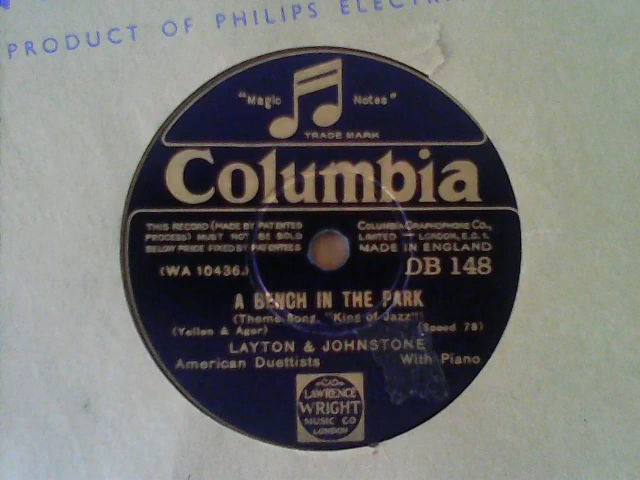 PRODUCT OF PHILIPS ELECTRI
"Magic Notes"
TRADE MARK
Columbia
THIS RECORD (MADE BY PATENTED
PROCESS) MUST NOT BE SOLD
BELOW PRICE FIXED BY PATENTEES
COLUMBIA GRAPHOPHONE CO.,
LIMITED — LONDON, E.C.1.
MADE IN ENGLAND
(WA 10436.)
DB 148
A BENCH IN THE PARK
(Theme Song, "King of Jazz")
(Yellen & Ager)
(Speed 78)
LAYTON & JOHNSTONE
American Duettists
With Piano
LAWRENCE
WRIGHT
MUSIC CO
LONDON